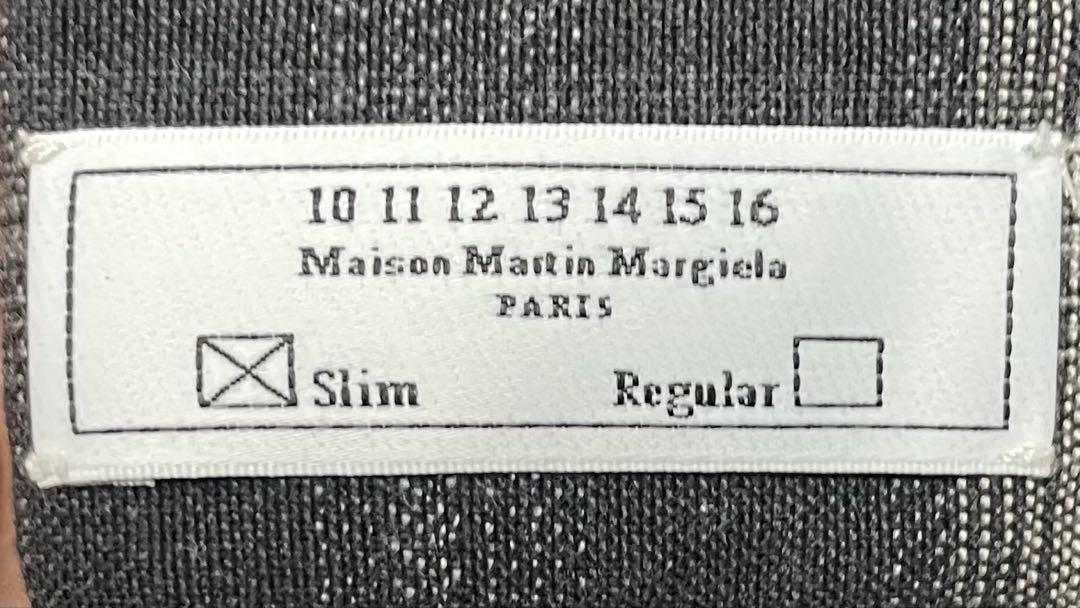 10 11 12 13 14 15 16
Maison Martin Margiela
PARIS
Slim Regular